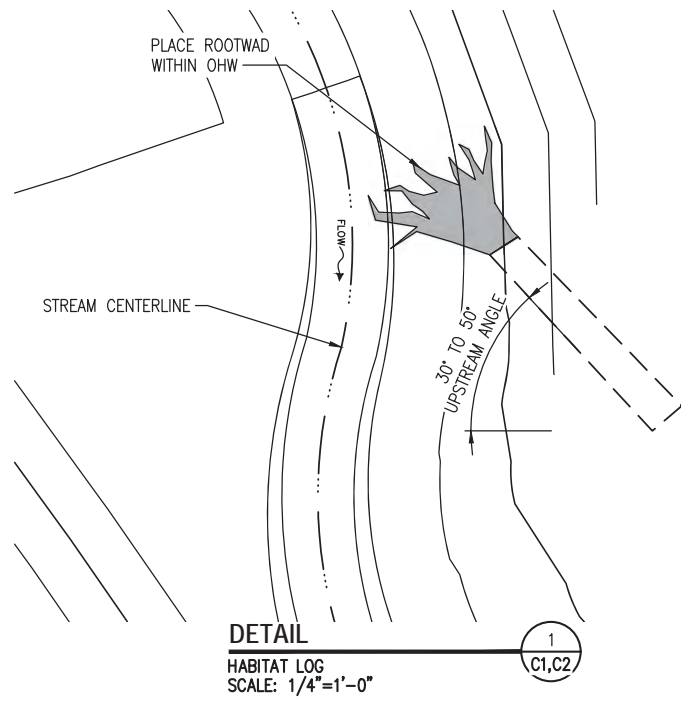 PLACE ROOTWAD
WITHIN OHW
FLOW
STREAM CENTERLINE
30° TO 50°
UPSTREAM ANGLE
DETAIL
HABITAT LOG
SCALE: 1/4"=1'-0"
1
C1,C2